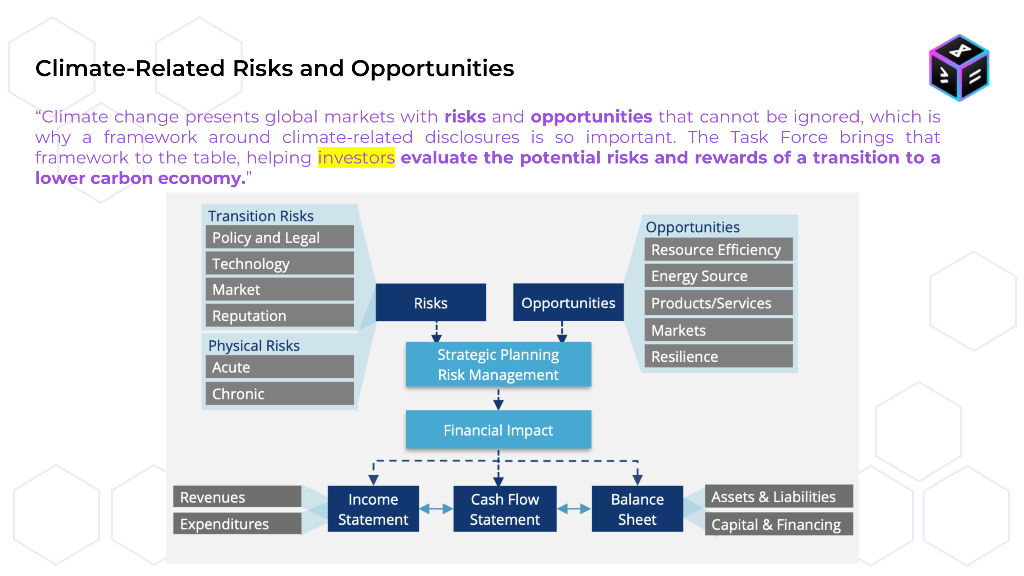 Climate-Related Risks and Opportunities
“Climate change presents global markets with risks and opportunities that cannot be ignored, which is
why a framework around climate-related disclosures is so important. The Task Force brings that
framework to the table, helping investors evaluate the potential risks and rewards of a transition to a
lower carbon economy.”
Transition Risks
Policy and Legal
Technology
Market
Reputation
Physical Risks
Acute
Chronic
Risks
Opportunities
Opportunities
Resource Efficiency
Energy Source
Products/Services
Markets
Resilience
Strategic Planning
Risk Management
Financial Impact
Revenues
Expenditures
Income
Statement
Cash Flow
Statement
Balance
Sheet
Assets & Liabilities
Capital & Financing